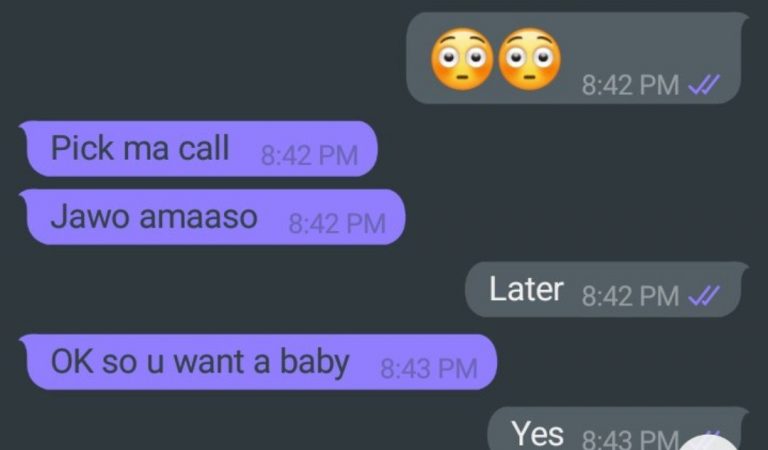 😳😳 8:42 PM
Pick ma call 8:42 PM
Jawo amaaso 8:42 PM
Later 8:42 PM
OK so u want a baby 8:43 PM
Yes 8:43 PM